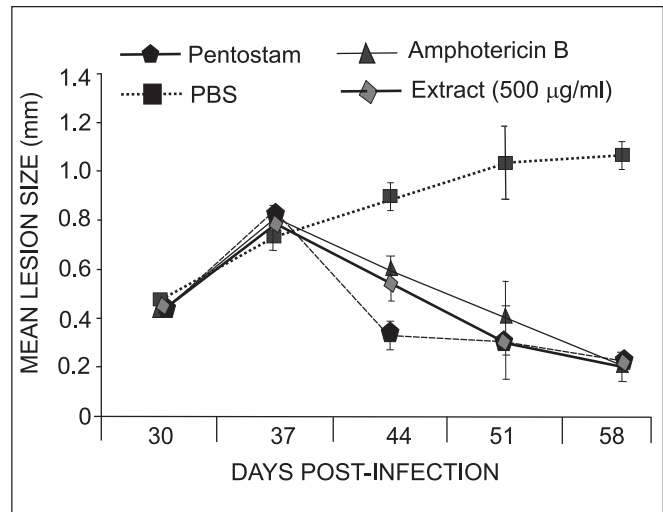 Pentostam
Amphotericin B
PBS
Extract (500 µg/ml)
MEAN LESION SIZE (mm)
1.4
1.2
1.0
0.8
0.6
0.4
0.2
0
30 37 44 51 58
DAYS POST-INFECTION